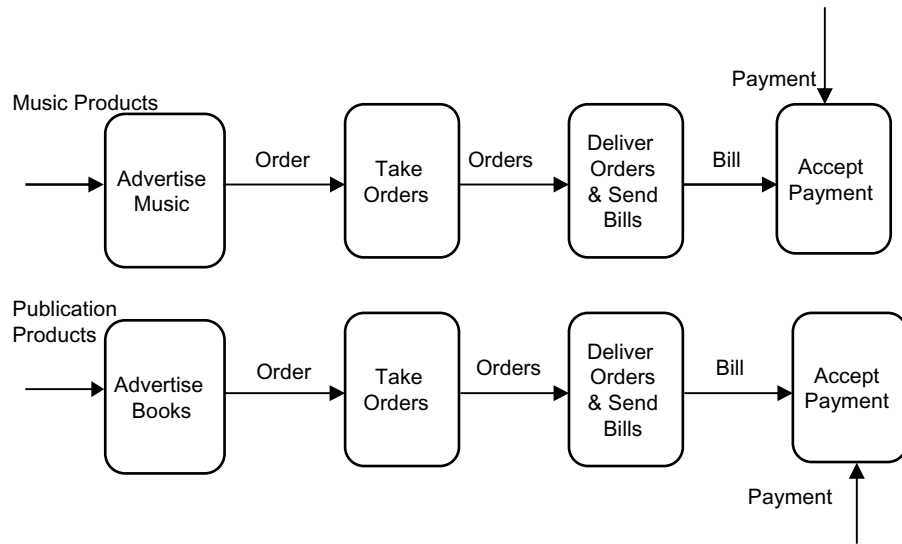 Payment
Music Products
Advertise
Music
Order
Take
Orders
Orders
Deliver
Orders
& Send
Bills
Bill
Accept
Payment
Publication
Products
Advertise
Books
Order
Take
Orders
Orders
Deliver
Orders
& Send
Bills
Bill
Accept
Payment
Payment